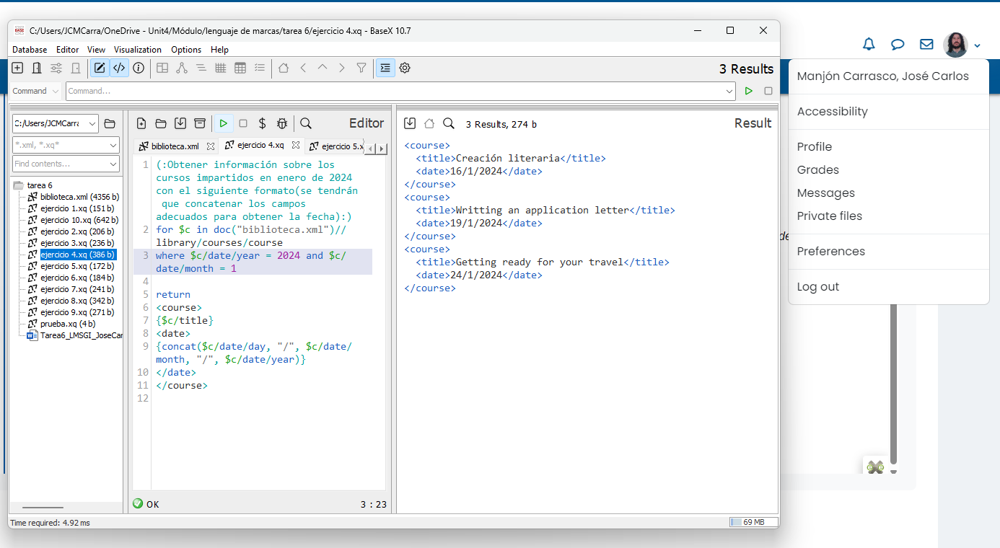 BASE
C:/Users/JCMCarra/OneDrive - Unit4/Módulo/lenguaje de marcas/tarea 6/ejercicio 4.xq - BaseX 10.7
Database Editor View Visualization Options Help
3 Results
Command
Command...
C:/Users/JCMCarra
*.xml, *.xq*
Find contents...
tarea 6
biblioteca.xml (4356 b)
ejercicio 1.xq (151 b)
ejercicio 10.xq (642 b)
ejercicio 2.xq (206 b)
ejercicio 3.xq (236 b)
ejercicio 4.xq (386 b)
ejercicio 5.xq (172 b)
ejercicio 6.xq (184 b)
ejercicio 7.xq (241 b)
ejercicio 8.xq (342 b)
ejercicio 9.xq (271 b)
prueba.xq (4 b)
Tarea6_LMSGI_JoseCar
Editor
biblioteca.xml ejercicio 4.xq ejercicio 5.x
1 (:Obtener información sobre los
cursos impartidos en enero de 2024
con el siguiente formato(se tendrán
que concatenar los campos
adecuados para obtener la fecha):)
2 for $c in doc("biblioteca.xml")//
library/courses/course
3 where $c/date/year = 2024 and $c/
date/month = 1
4
5 return
6 <course>
7 {$c/title}
8 <date>
9 {concat($c/date/day, "/", $c/date/
month, "/", $c/date/year)}
10 </date>
11 </course>
12
OK 3 : 23
3 Results, 274 b Result
<course>
<title>Creación literaria</title>
<date>16/1/2024</date>
</course>
<course>
<title>Writting an application letter</title>
<date>19/1/2024</date>
</course>
<course>
<title>Getting ready for your travel</title>
<date>24/1/2024</date>
</course>
Time required: 4.92 ms
69 MB
Manjón Carrasco, José Carlos
Accessibility
Profile
Grades
Messages
Private files
Preferences
Log out
de